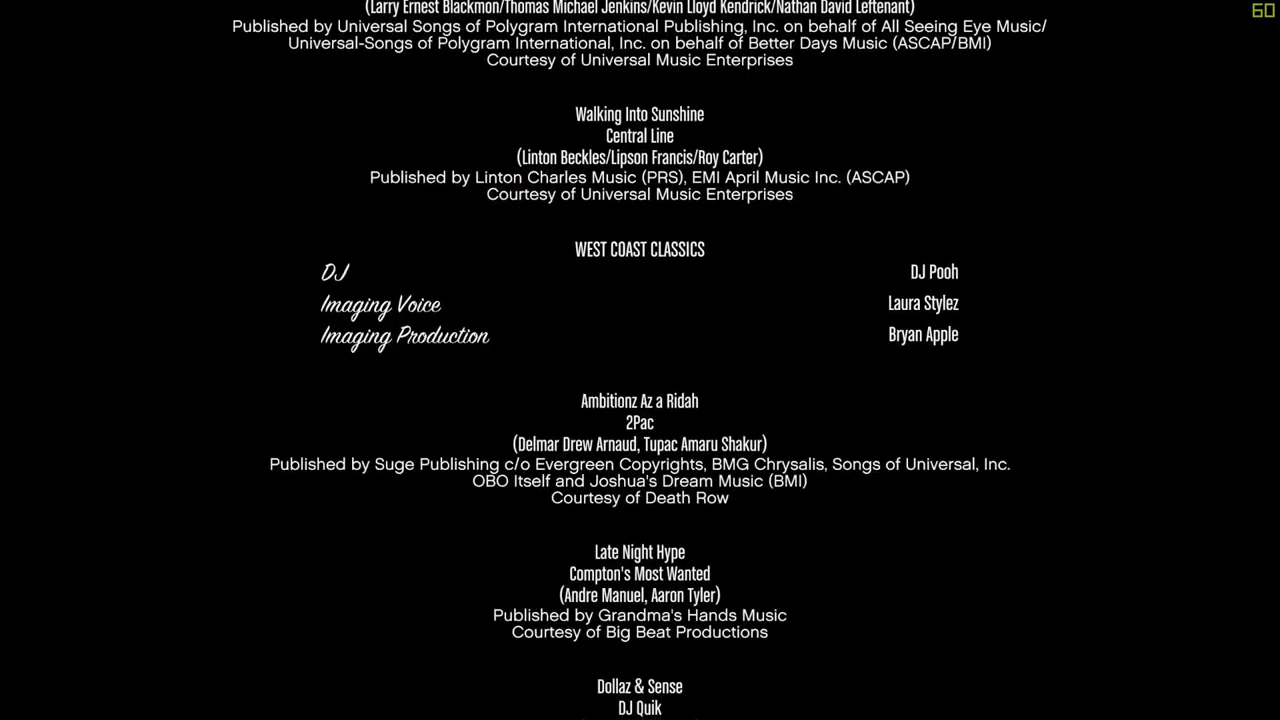 60
(Larry Ernest Blackmon/Thomas Michael Jenkins/Kevin Lloyd Kendrick/Nathan David Leftenant)
Published by Universal Songs of Polygram International Publishing, Inc. on behalf of All Seeing Eye Music/
Universal-Songs of Polygram International, Inc. on behalf of Better Days Music (ASCAP/BMI)
Courtesy of Universal Music Enterprises
Walking Into Sunshine
Central Line
(Linton Beckles/Lipson Francis/Roy Carter)
Published by Linton Charles Music (PRS), EMI April Music Inc. (ASCAP)
Courtesy of Universal Music Enterprises
WEST COAST CLASSICS
DJ DJ Pooh
Imaging Voice Laura Stylez
Imaging Production Bryan Apple
Ambitionz Az a Ridah
2Pac
(Delmar Drew Arnaud, Tupac Amaru Shakur)
Published by Suge Publishing c/o Evergreen Copyrights, BMG Chrysalis, Songs of Universal, Inc.
OBO Itself and Joshua's Dream Music (BMI)
Courtesy of Death Row
Late Night Hype
Compton's Most Wanted
(Andre Manuel, Aaron Tyler)
Published by Grandma's Hands Music
Courtesy of Big Beat Productions
Dollaz & Sense
DJ Quik